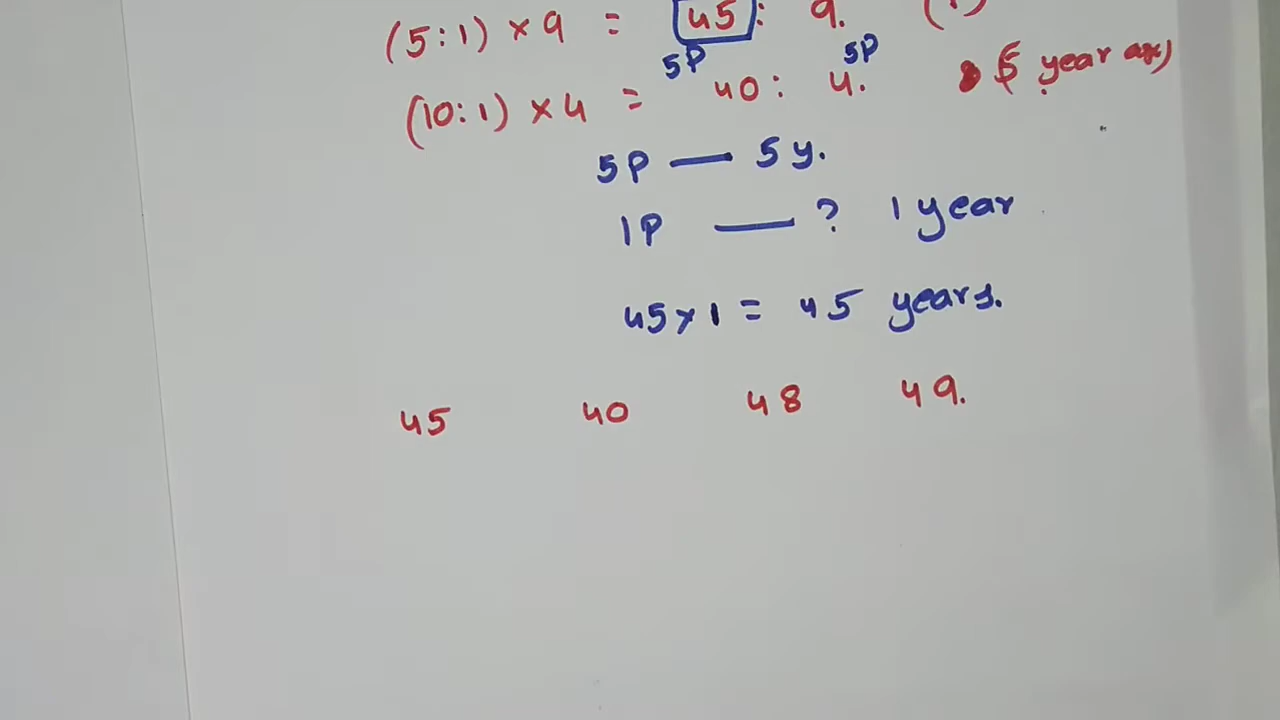 (5:1) × 9 = 45 : 9.
5P 5P
(10:1) × 4 = 40 : 4. 5 year ago)
5P — 5 y.
1P — ? 1 year
45 × 1 = 45 years.
45 40 48 49.